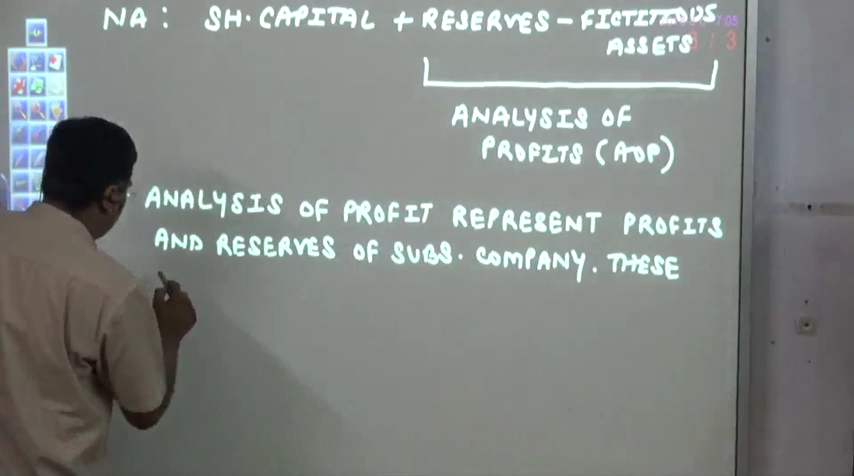 NA: SH. CAPITAL + RESERVES - FICTITIOUS
ASSETS
ANALYSIS OF
PROFITS (AOP)
ANALYSIS OF PROFIT REPRESENT PROFITS
AND RESERVES OF SUBS. COMPANY. THESE